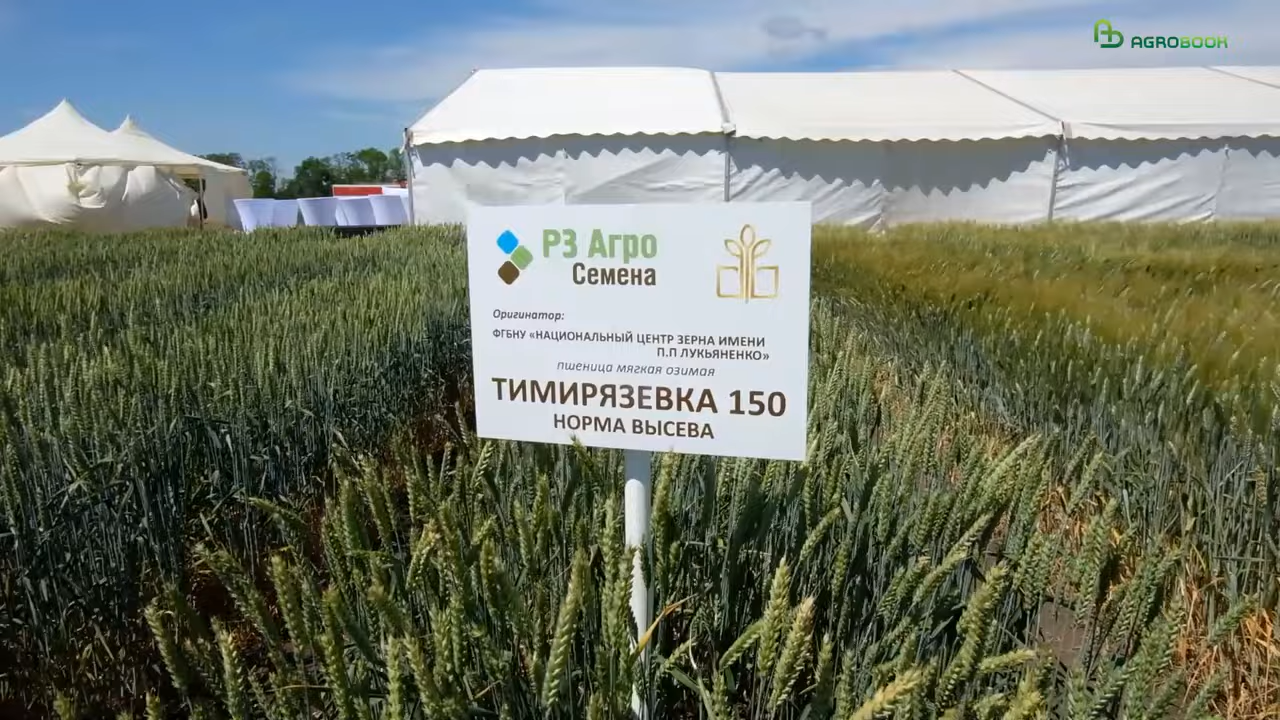 AGROBOOK
РЗ Агро
Семена
Оригинатор:
ФГБНУ «НАЦИОНАЛЬНЫЙ ЦЕНТР ЗЕРНА ИМЕНИ
П.П ЛУКЬЯНЕНКО»
пшеница мягкая озимая
ТИМИРЯЗЕВКА 150
НОРМА ВЫСЕВА